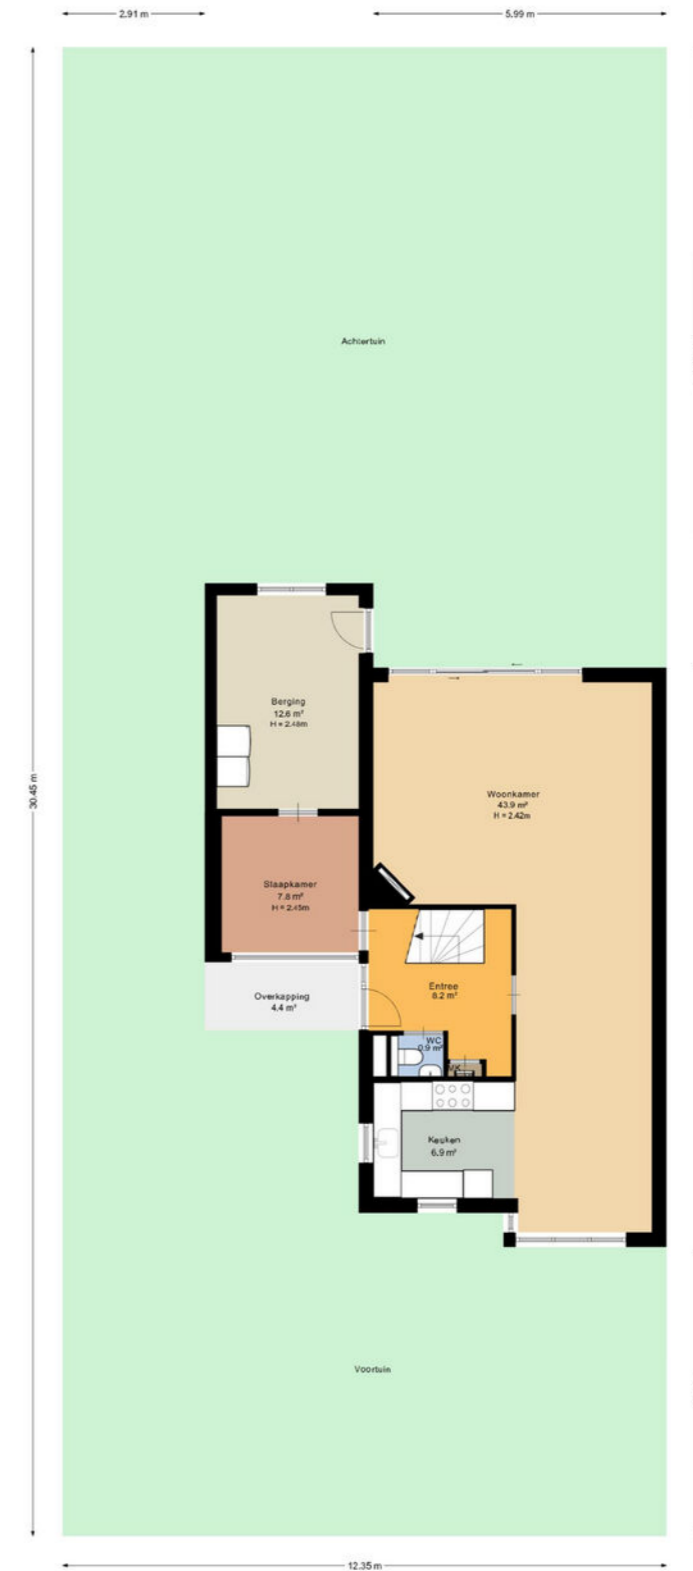 2.91 m
5.99 m
Achtertuin
30.45 m
Berging
12.6 m²
H = 2.48m
Woonkamer
43.9 m²
H = 2.42m
Slaapkamer
7.8 m²
H = 2.45m
Entree
8.2 m²
Overkapping
4.4 m²
WC
0.9 m²
MK
Keuken
6.9 m²
Voortuin
12.35 m